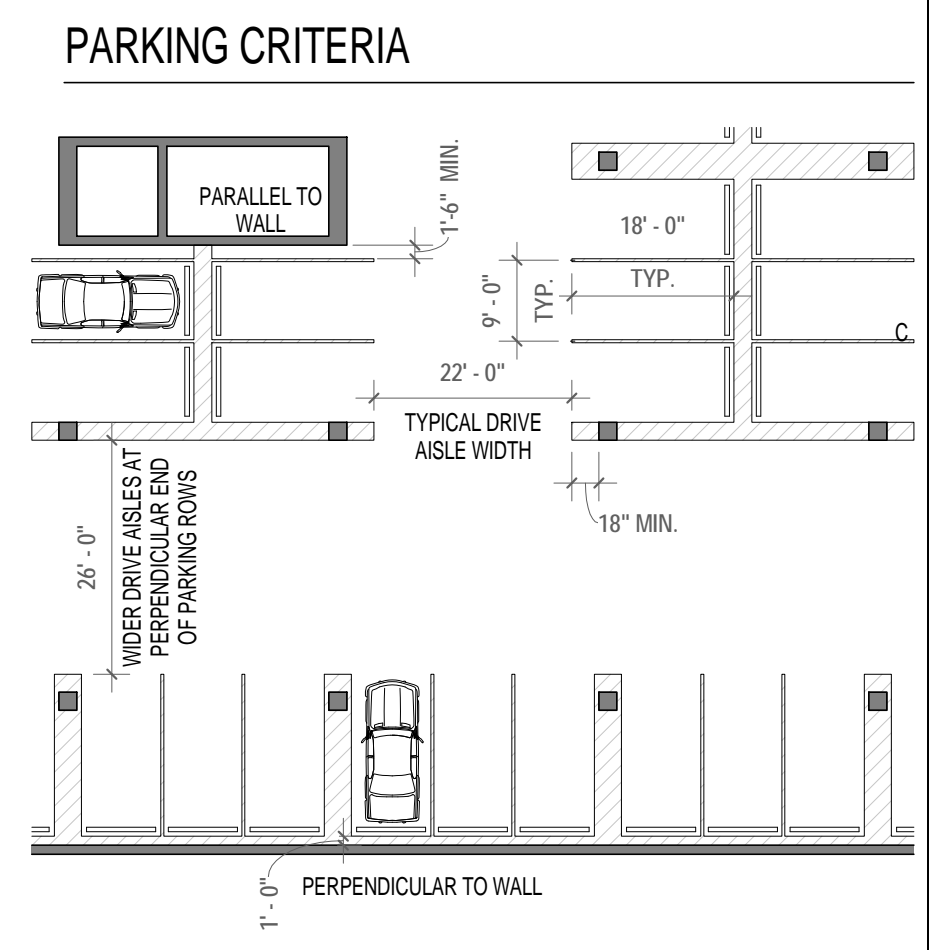 PARKING CRITERIA
PARALLEL TO
WALL
1'-6" MIN.
18' - 0"
TYP.
9' - 0"
TYP.
C
22' - 0"
TYPICAL DRIVE
AISLE WIDTH
18" MIN.
26' - 0"
WIDER DRIVE AISLES AT
PERPENDICULAR END
OF PARKING ROWS
1' - 0"
PERPENDICULAR TO WALL